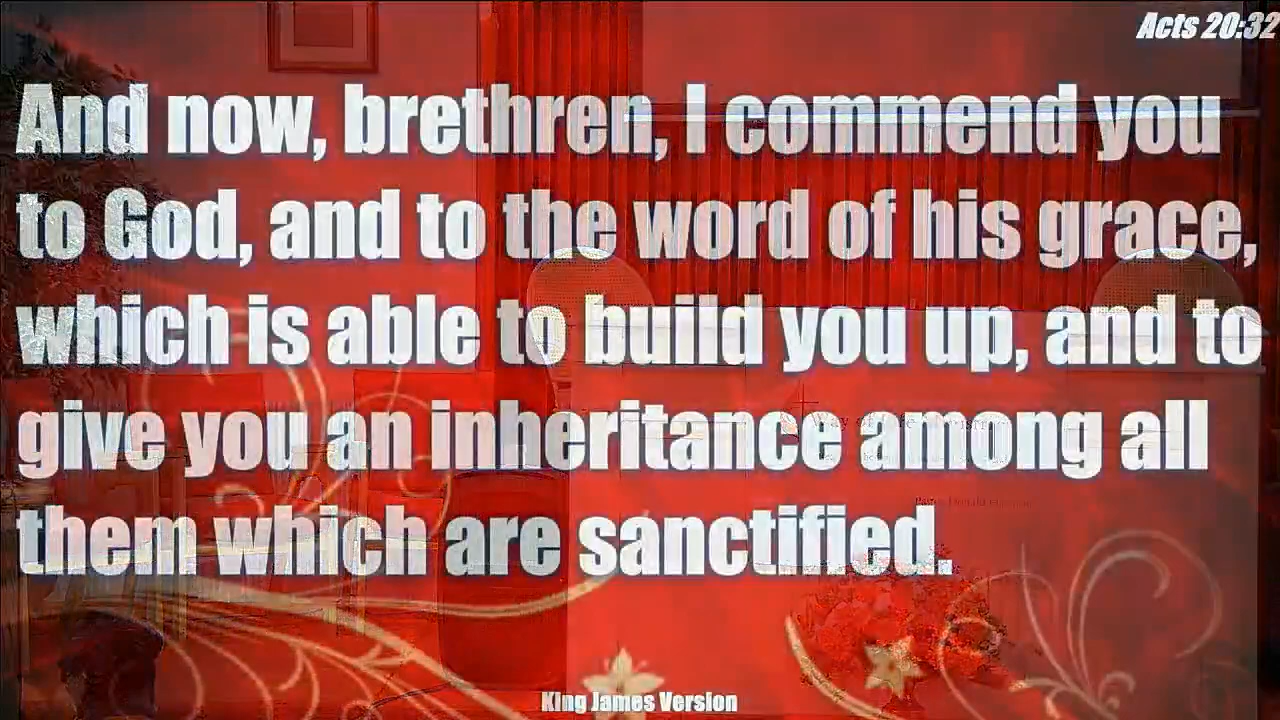 Acts 20:32
And now, brethren, I commend you
to God, and to the word of his grace,
which is able to build you up, and to
give you an inheritance among all
them which are sanctified.
King James Version